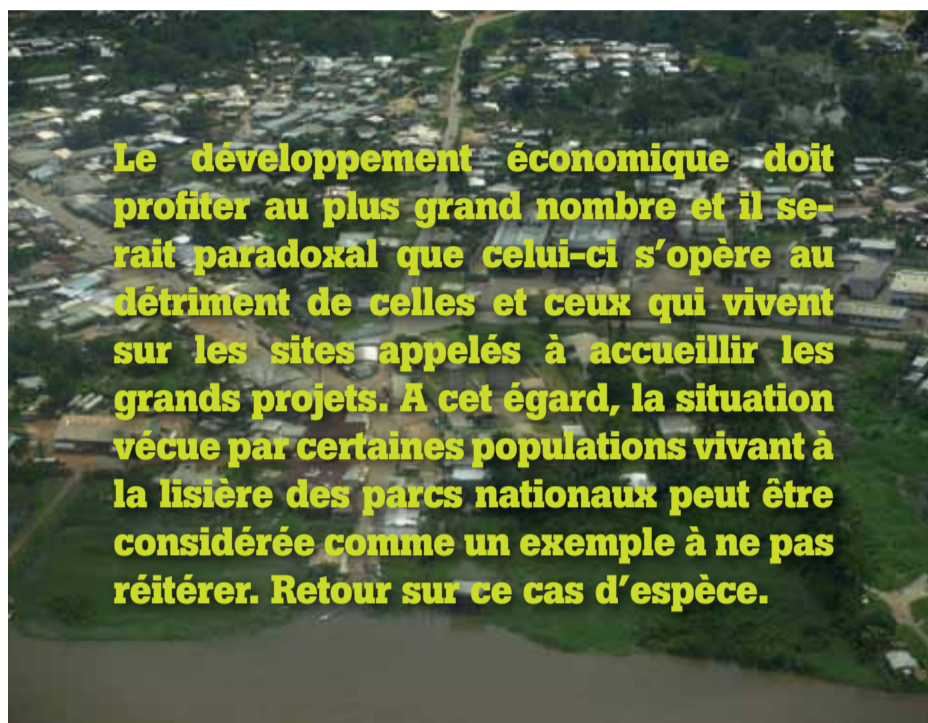 Le développement économique doit
profiter au plus grand nombre et il se-
rait paradoxal que celui-ci s'opère au
détriment de celles et ceux qui vivent
sur les sites appelés à accueillir les
grands projets. A cet égard, la situation
vécue par certaines populations vivant à
la lisière des parcs nationaux peut être
considérée comme un exemple à ne pas
réitérer. Retour sur ce cas d'espèce.